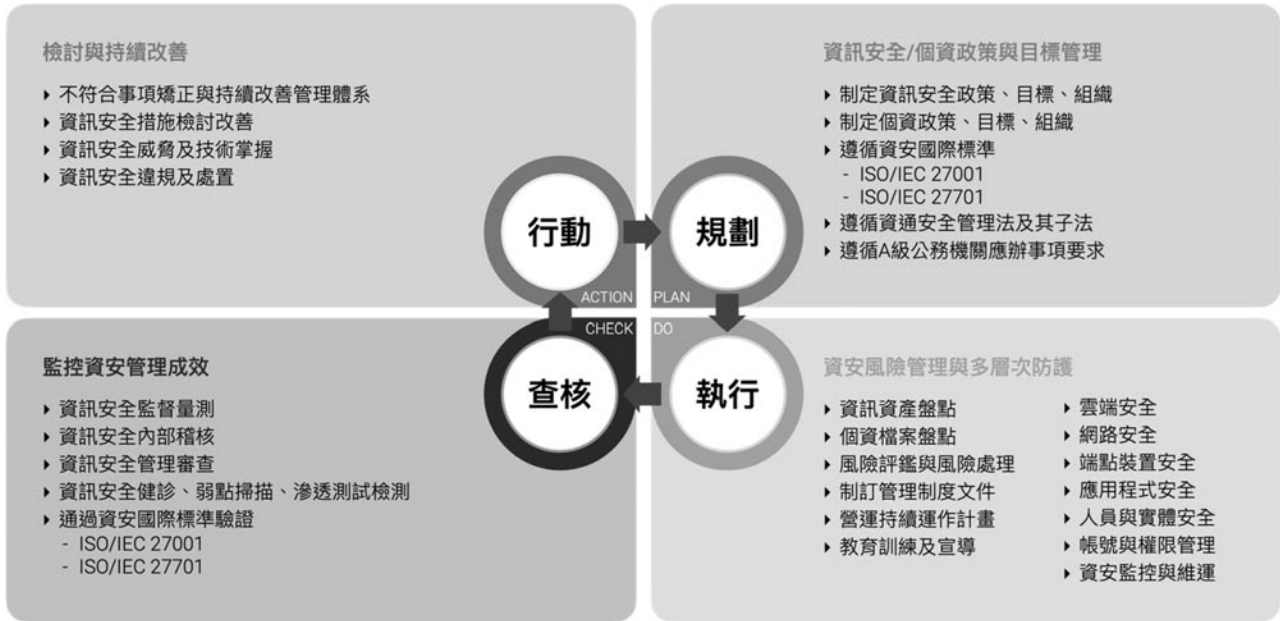 檢討與持續改善
▸ 不符合事項矯正與持續改善管理體系
▸ 資訊安全措施檢討改善
▸ 資訊安全威脅及技術掌握
▸ 資訊安全違規及處置
資訊安全/個資政策與目標管理
▸ 制定資訊安全政策、目標、組織
▸ 制定個資政策、目標、組織
▸ 遵循資安國際標準
- ISO/IEC 27001
- ISO/IEC 27701
▸ 遵循資通安全管理法及其子法
▸ 遵循A級公務機關應辦事項要求
行動
規劃
ACTION
PLAN
CHECK
DO
查核
執行
監控資安管理成效
▸ 資訊安全監督量測
▸ 資訊安全內部稽核
▸ 資訊安全管理審查
▸ 資訊安全健診、弱點掃描、滲透測試檢測
▸ 通過資安國際標準驗證
- ISO/IEC 27001
- ISO/IEC 27701
資安風險管理與多層次防護
▸ 資訊資產盤點
▸ 個資檔案盤點
▸ 風險評鑑與風險處理
▸ 制訂管理制度文件
▸ 營運持續運作計畫
▸ 教育訓練及宣導
▸ 雲端安全
▸ 網路安全
▸ 端點裝置安全
▸ 應用程式安全
▸ 人員與實體安全
▸ 帳號與權限管理
▸ 資安監控與維運